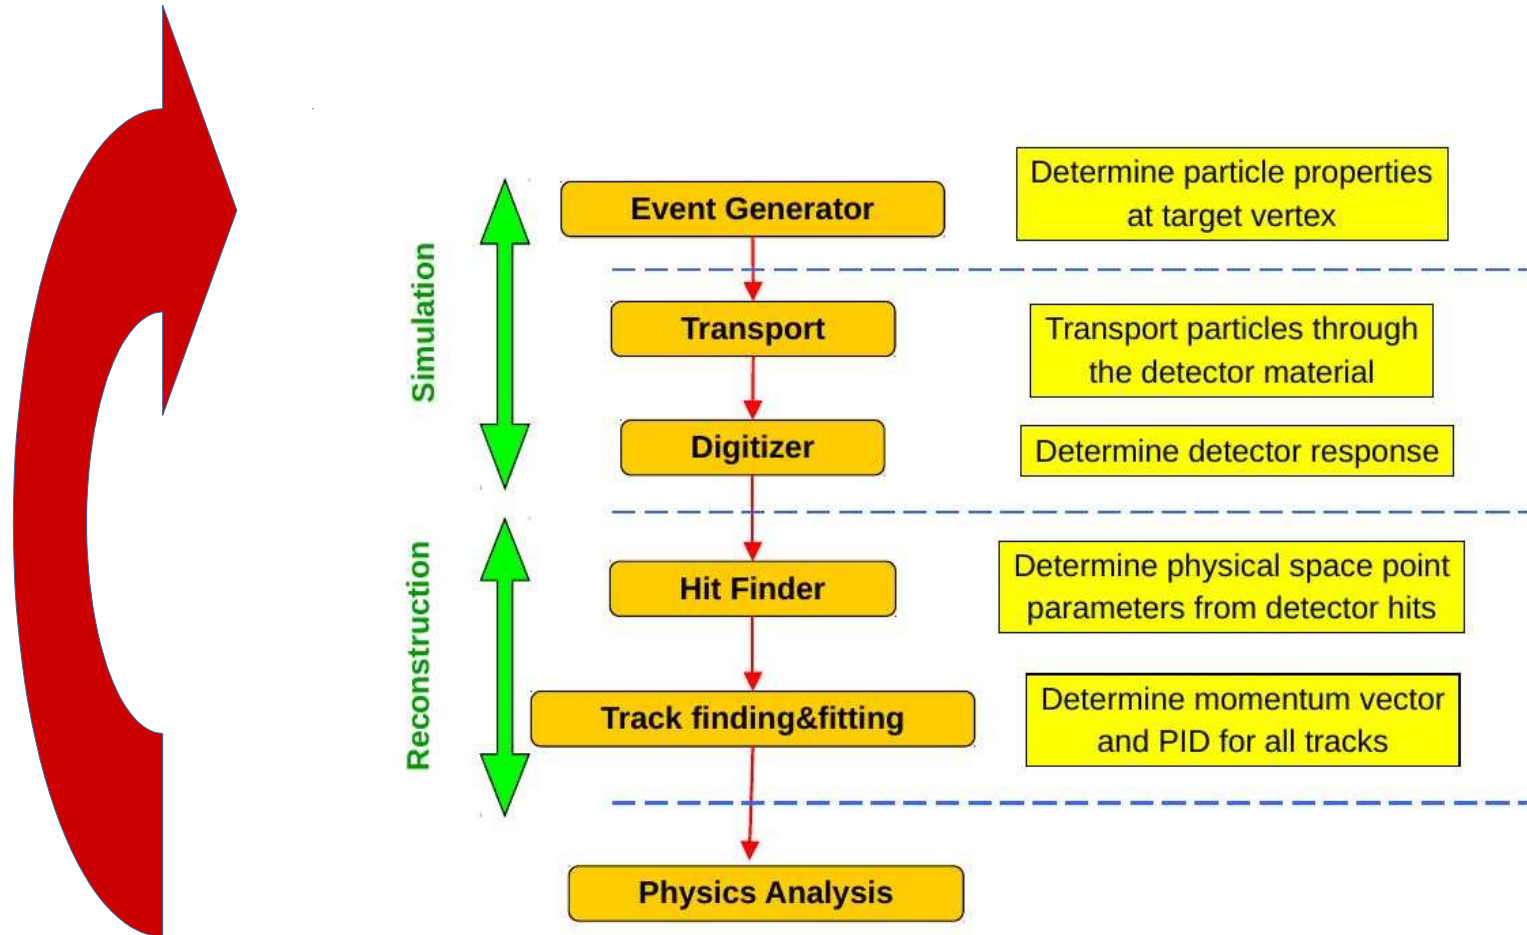 Event Generator
Determine particle properties
at target vertex
Simulation
Transport
Transport particles through
the detector material
Digitizer
Determine detector response
Reconstruction
Hit Finder
Determine physical space point
parameters from detector hits
Track finding&fitting
Determine momentum vector
and PID for all tracks
Physics Analysis